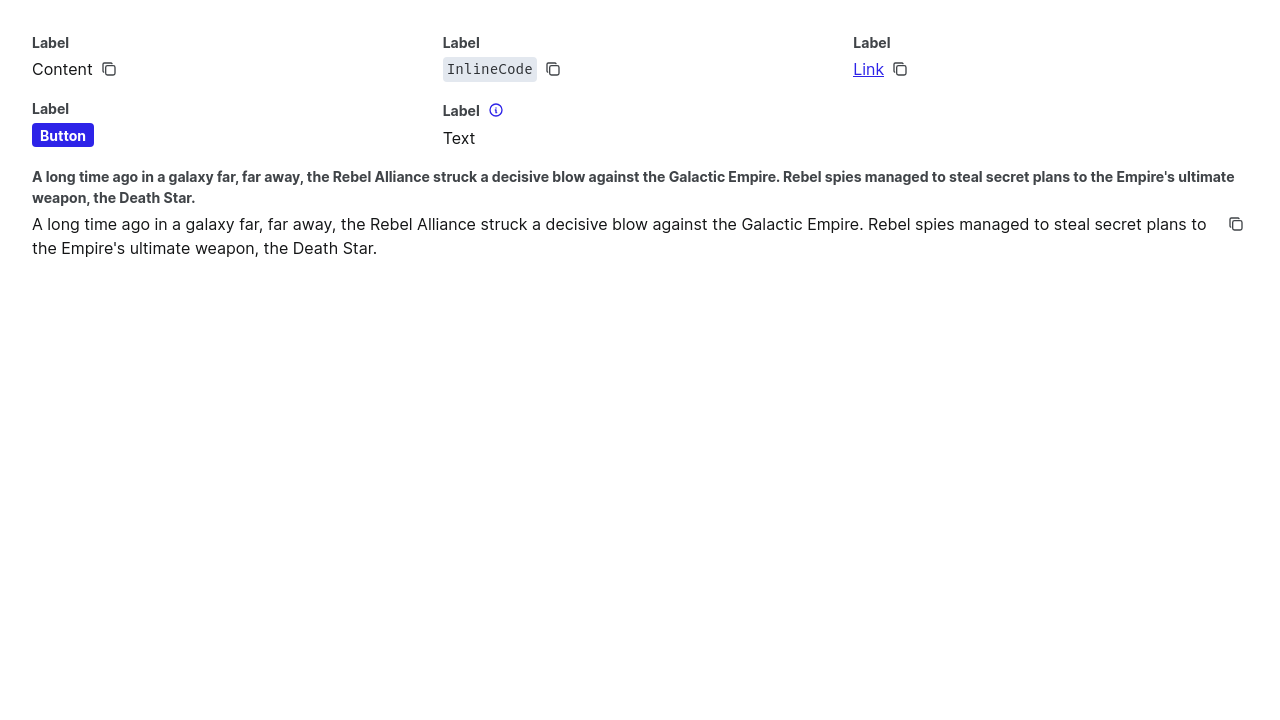 Label
Label
Label
Content
InlineCode
Link
Label
Label
Button
Text
A long time ago in a galaxy far, far away, the Rebel Alliance struck a decisive blow against the Galactic Empire. Rebel spies managed to steal secret plans to the Empire's ultimate
weapon, the Death Star.
A long time ago in a galaxy far, far away, the Rebel Alliance struck a decisive blow against the Galactic Empire. Rebel spies managed to steal secret plans to
the Empire's ultimate weapon, the Death Star.